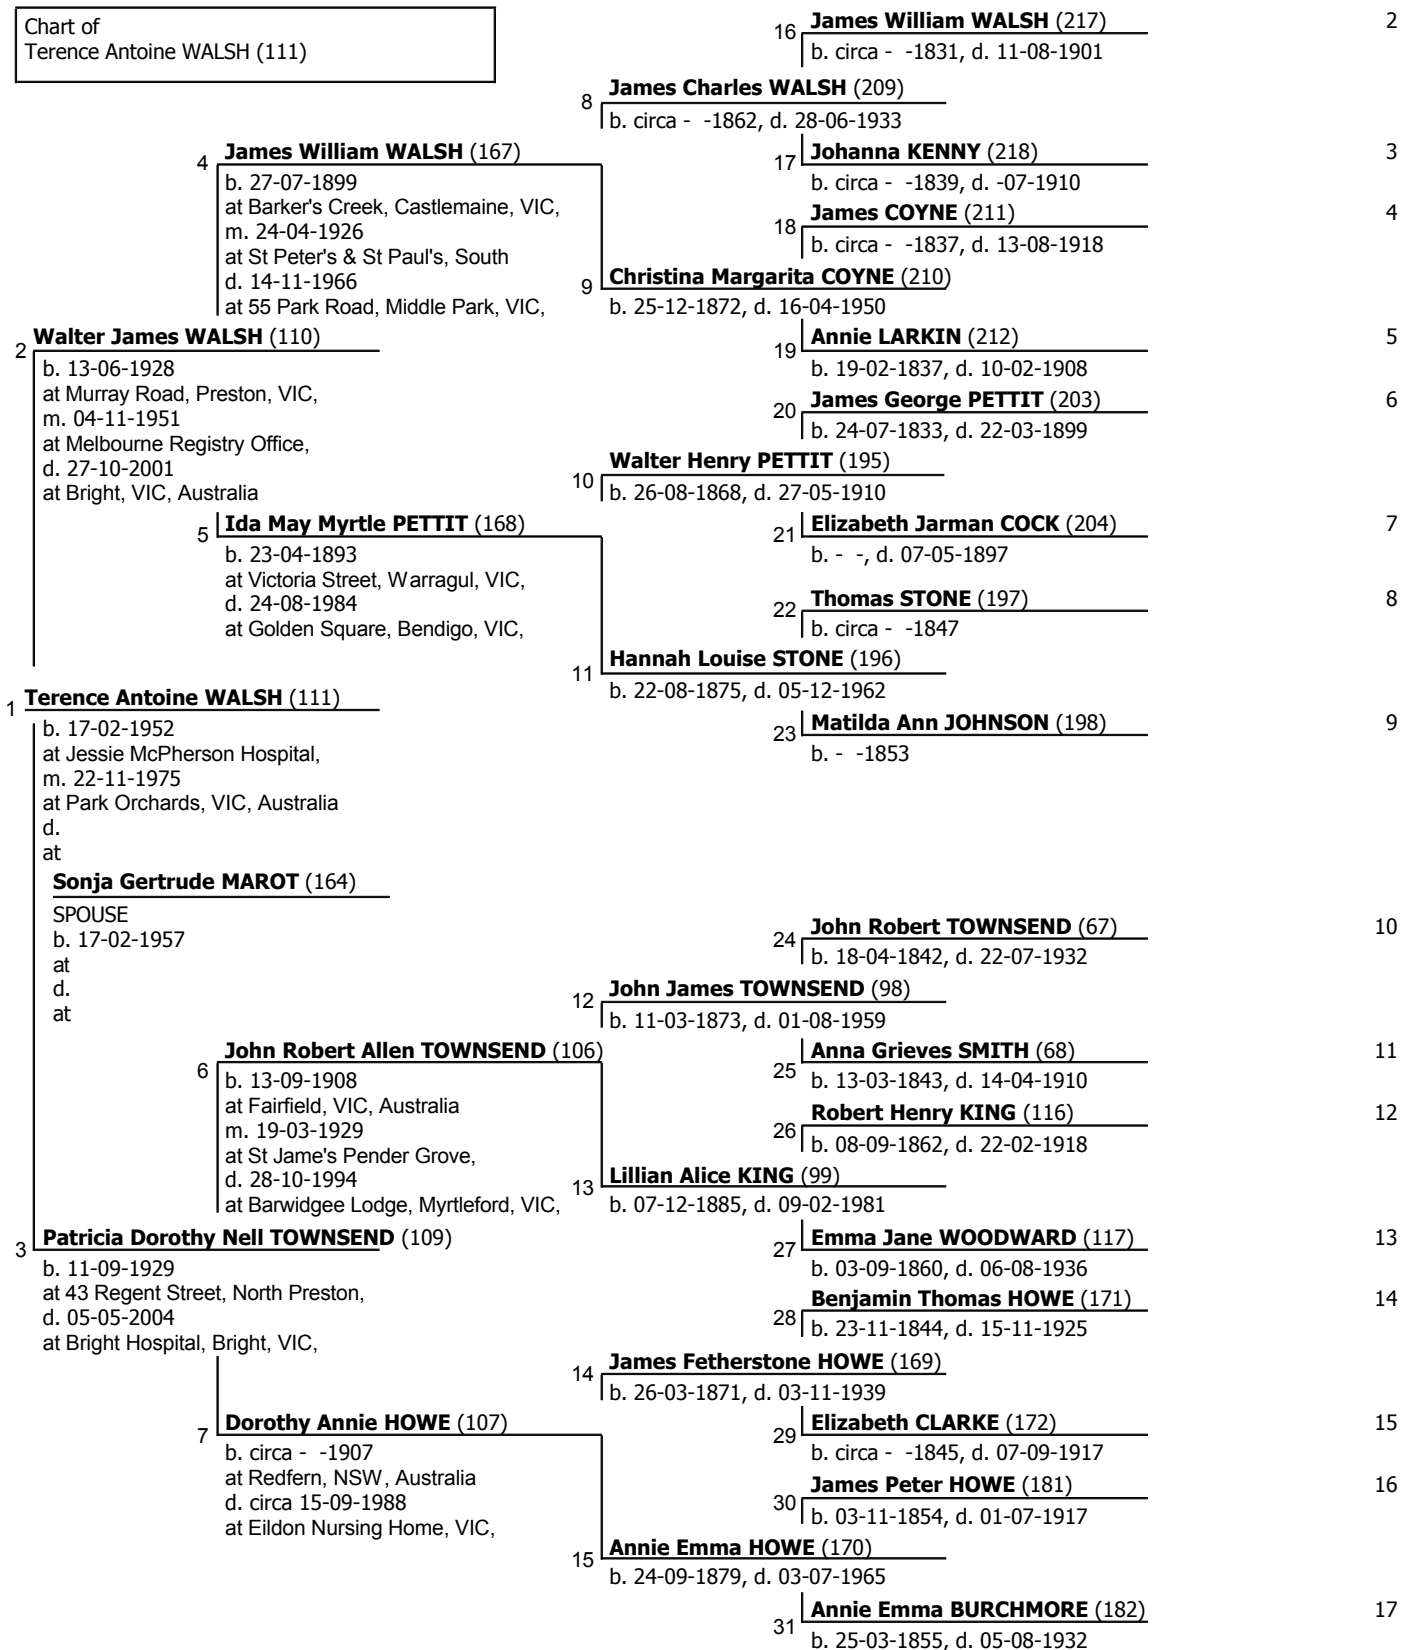 Chart of
Terence Antoine WALSH (111)
16 James William WALSH (217) 2
b. circa - -1831, d. 11-08-1901
8 James Charles WALSH (209)
b. circa - -1862, d. 28-06-1933
4 James William WALSH (167)
17 Johanna KENNY (218) 3
b. 27-07-1899
b. circa - -1839, d. -07-1910
at Barker's Creek, Castlemaine, VIC,
18 James COYNE (211) 4
m. 24-04-1926
b. circa - -1837, d. 13-08-1918
at St Peter's & St Paul's, South
d. 14-11-1966
9 Christina Margarita COYNE (210)
at 55 Park Road, Middle Park, VIC,
b. 25-12-1872, d. 16-04-1950
2 Walter James WALSH (110)
19 Annie LARKIN (212) 5
b. 13-06-1928
b. 19-02-1837, d. 10-02-1908
at Murray Road, Preston, VIC,
20 James George PETTIT (203) 6
m. 04-11-1951
b. 24-07-1833, d. 22-03-1899
at Melbourne Registry Office,
d. 27-10-2001
10 Walter Henry PETTIT (195)
at Bright, VIC, Australia
b. 26-08-1868, d. 27-05-1910
5 Ida May Myrtle PETTIT (168)
21 Elizabeth Jarman COCK (204) 7
b. 23-04-1893
b. - -, d. 07-05-1897
at Victoria Street, Warragul, VIC,
d. 24-08-1984
22 Thomas STONE (197) 8
at Golden Square, Bendigo, VIC,
b. circa - -1847
11 Hannah Louise STONE (196)
b. 22-08-1875, d. 05-12-1962
1 Terence Antoine WALSH (111)
23 Matilda Ann JOHNSON (198) 9
b. 17-02-1952
b. - -1853
at Jessie McPherson Hospital,
m. 22-11-1975
at Park Orchards, VIC, Australia
d.
at
Sonja Gertrude MAROT (164)
SPOUSE
b. 17-02-1957
at
d.
at
24 John Robert TOWNSEND (67) 10
b. 18-04-1842, d. 22-07-1932
12 John James TOWNSEND (98)
b. 11-03-1873, d. 01-08-1959
6 John Robert Allen TOWNSEND (106)
25 Anna Grieves SMITH (68) 11
b. 13-09-1908
b. 13-03-1843, d. 14-04-1910
at Fairfield, VIC, Australia
26 Robert Henry KING (116) 12
m. 19-03-1929
b. 08-09-1862, d. 22-02-1918
at St Jame's Pender Grove,
d. 28-10-1994
13 Lillian Alice KING (99)
at Barwidgee Lodge, Myrtleford, VIC,
b. 07-12-1885, d. 09-02-1981
3 Patricia Dorothy Nell TOWNSEND (109)
27 Emma Jane WOODWARD (117) 13
b. 11-09-1929
b. 03-09-1860, d. 06-08-1936
at 43 Regent Street, North Preston,
28 Benjamin Thomas HOWE (171) 14
d. 05-05-2004
b. 23-11-1844, d. 15-11-1925
at Bright Hospital, Bright, VIC,
14 James Fetherstone HOWE (169)
b. 26-03-1871, d. 03-11-1939
7 Dorothy Annie HOWE (107)
29 Elizabeth CLARKE (172) 15
b. circa - -1907
b. circa - -1845, d. 07-09-1917
at Redfern, NSW, Australia
30 James Peter HOWE (181) 16
d. circa 15-09-1988
b. 03-11-1854, d. 01-07-1917
at Eildon Nursing Home, VIC,
15 Annie Emma HOWE (170)
b. 24-09-1879, d. 03-07-1965
31 Annie Emma BURCHMORE (182) 17
b. 25-03-1855, d. 05-08-1932